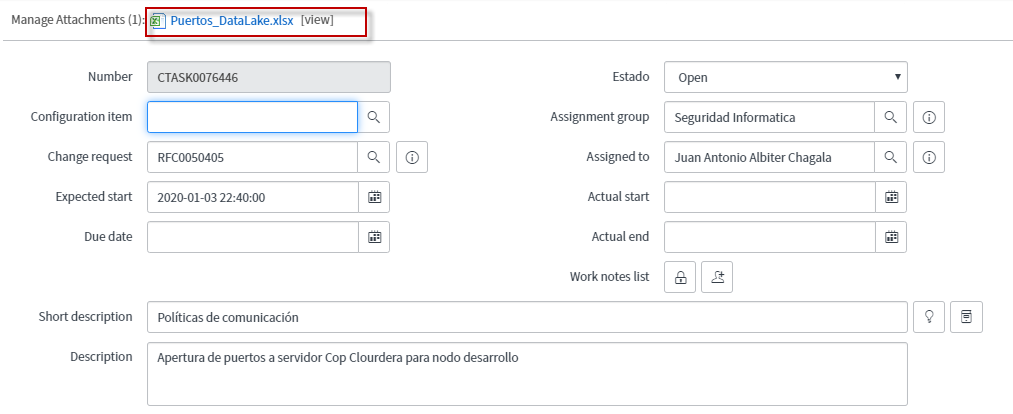 Manage Attachments (1): Puertos_DataLake.xlsx [view]
Number CTASK0076446 Estado Open
Configuration item Assignment group Seguridad Informatica
Change request RFC0050405 Assigned to Juan Antonio Albiter Chagala
Expected start 2020-01-03 22:40:00 Actual start
Due date Actual end
Work notes list
Short description Políticas de comunicación
Description Apertura de puertos a servidor Cop Clourdera para nodo desarrollo